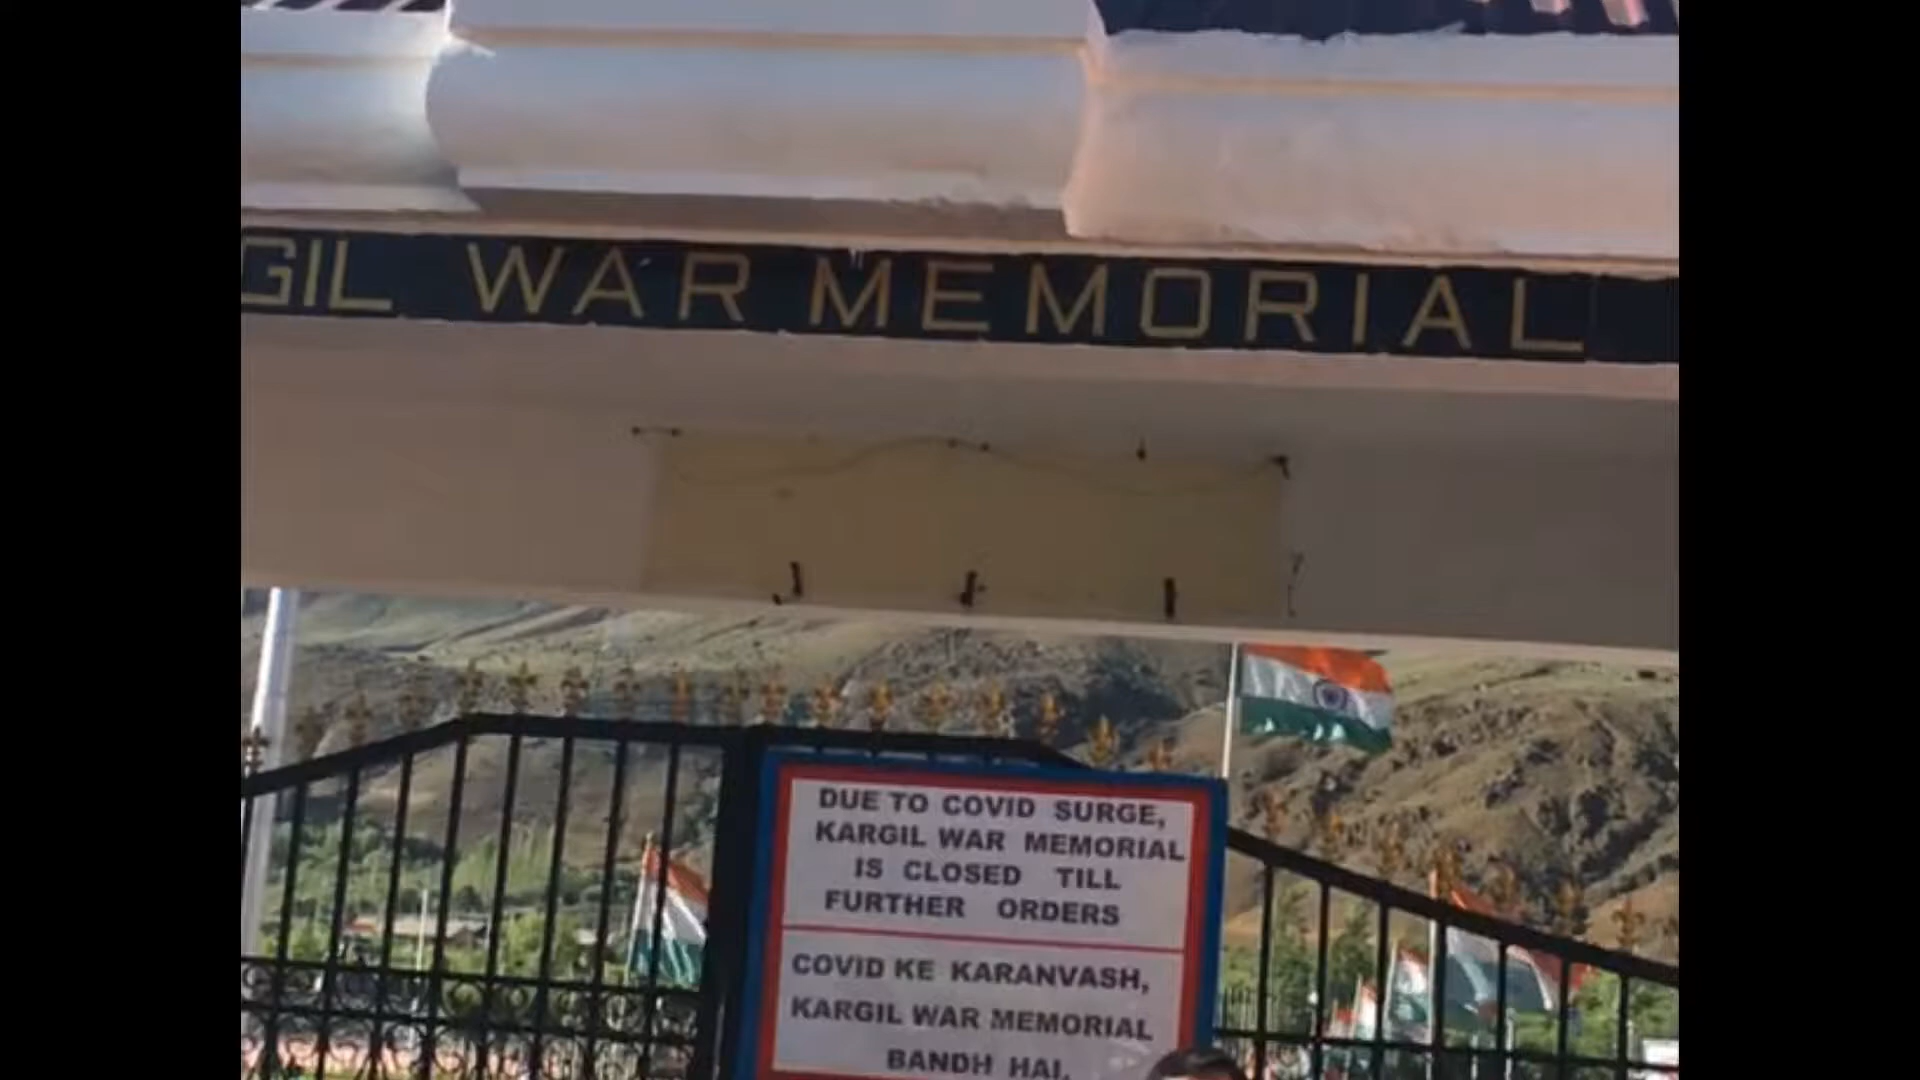 GIL WAR MEMORIAL
DUE TO COVID SURGE,
KARGIL WAR MEMORIAL
IS CLOSED TILL
FURTHER ORDERS
COVID KE KARANVASH,
KARGIL WAR MEMORIAL
BANDH HAI.